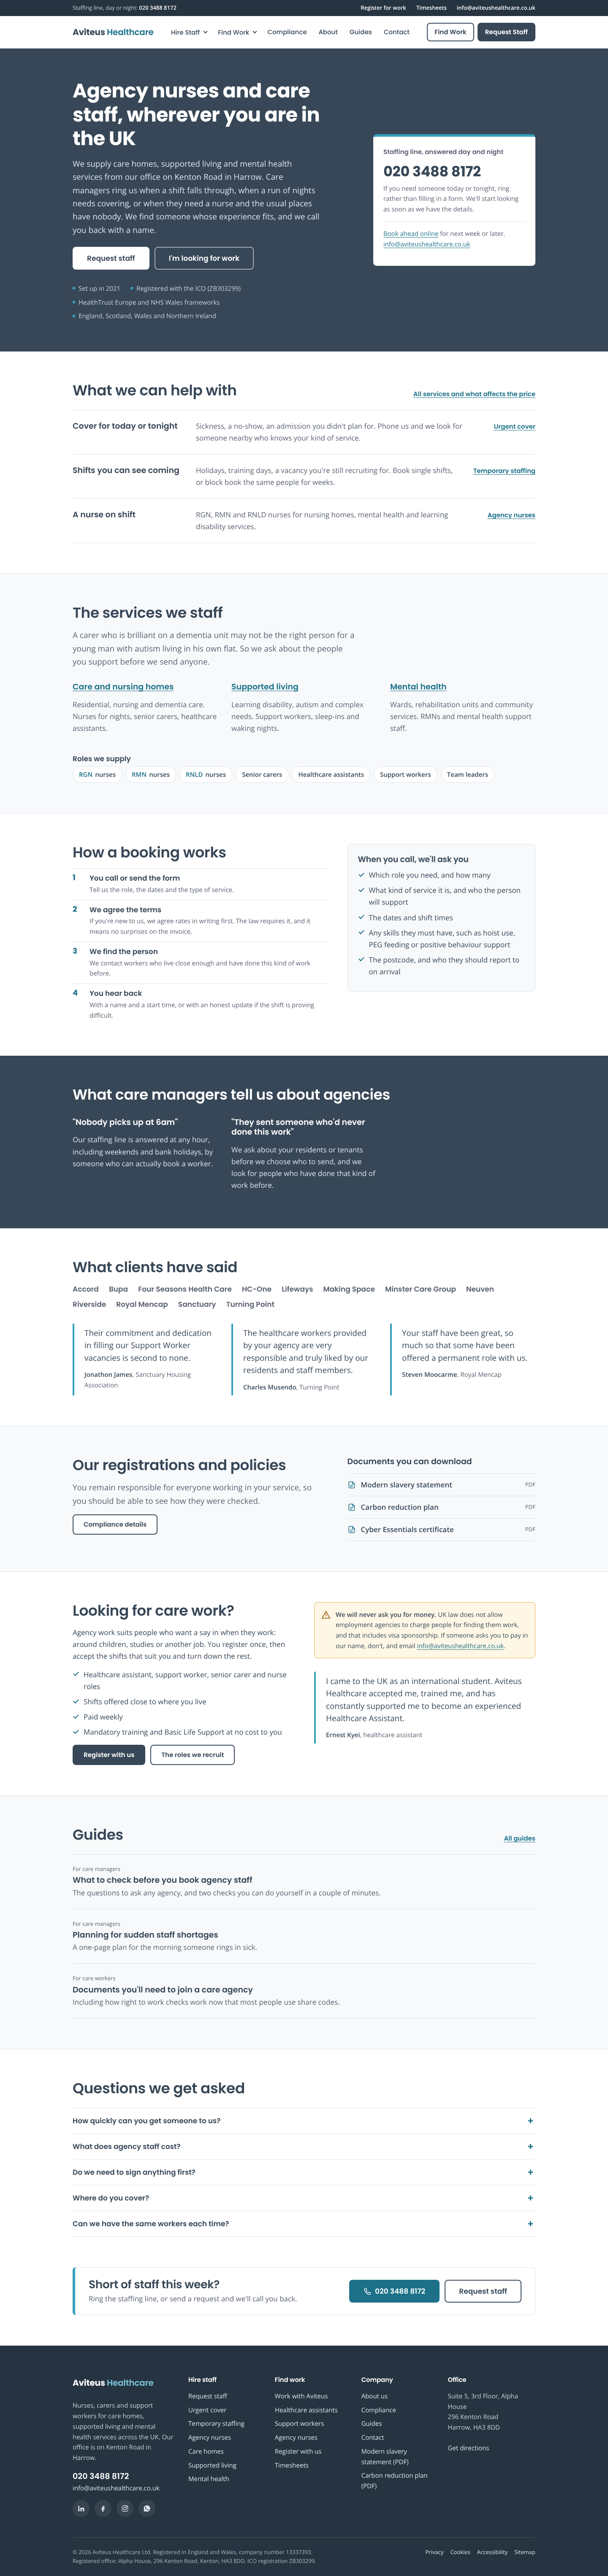 Staffing line, day or night: 020 3488 8172
Register for work
Timesheets
info@aviteushealthcare.co.uk
Aviteus Healthcare
Hire Staff
Find Work
Compliance
About
Guides
Contact
Find Work
Request Staff
Agency nurses and care
staff, wherever you are in
the UK
We supply care homes, supported living and mental health
services from our office on Kenton Road in Harrow. Care
managers ring us when a shift falls through, when a run of nights
needs covering, or when they need a nurse and the usual places
have nobody. We find someone whose experience fits, and we call
you back with a name.
Request staff
I'm looking for work
Set up in 2021
Registered with the ICO (ZB303299)
HealthTrust Europe and NHS Wales frameworks
England, Scotland, Wales and Northern Ireland
Staffing line, answered day and night
020 3488 8172
If you need someone today or tonight, ring
rather than filling in a form. We'll start looking
as soon as we have the details.
Book ahead online for next week or later.
info@aviteushealthcare.co.uk
What we can help with
All services and what affects the price
Cover for today or tonight
Sickness, a no-show, an admission you didn't plan for. Phone us and we look for
someone nearby who knows your kind of service.
Urgent cover
Shifts you can see coming
Holidays, training days, a vacancy you're still recruiting for. Book single shifts,
or block book the same people for weeks.
Temporary staffing
A nurse on shift
RGN, RMN and RNLD nurses for nursing homes, mental health and learning
disability services.
Agency nurses
The services we staff
A carer who is brilliant on a dementia unit may not be the right person for a
young man with autism living in his own flat. So we ask about the people
you support before we send anyone.
Care and nursing homes
Residential, nursing and dementia care.
Nurses for nights, senior carers, healthcare
assistants.
Supported living
Learning disability, autism and complex
needs. Support workers, sleep-ins and
waking nights.
Mental health
Wards, rehabilitation units and community
services. RMNs and mental health support
staff.
Roles we supply
RGN nurses
RMN nurses
RNLD nurses
Senior carers
Healthcare assistants
Support workers
Team leaders
How a booking works
1
You call or send the form
Tell us the role, the dates and the type of service.
2
We agree the terms
If you're new to us, we agree rates in writing first. The law requires it, and it
means no surprises on the invoice.
3
We find the person
We contact workers who live close enough and have done this kind of work
before.
4
You hear back
With a name and a start time, or with an honest update if the shift is proving
difficult.
When you call, we'll ask you
Which role you need, and how many
What kind of service it is, and who the person
will support
The dates and shift times
Any skills they must have, such as hoist use,
PEG feeding or positive behaviour support
The postcode, and who they should report to
on arrival
What care managers tell us about agencies
"Nobody picks up at 6am"
Our staffing line is answered at any hour,
including weekends and bank holidays, by
someone who can actually book a worker.
"They sent someone who'd never
done this work"
We ask about your residents or tenants
before we choose who to send, and we
look for people who have done that kind of
work before.
What clients have said
Accord
Bupa
Four Seasons Health Care
HC-One
Lifeways
Making Space
Minster Care Group
Neuven
Riverside
Royal Mencap
Sanctuary
Turning Point
Their commitment and dedication
in filling our Support Worker
vacancies is second to none.
Jonathon James, Sanctuary Housing
Association
The healthcare workers provided
by your agency are very
responsible and truly liked by our
residents and staff members.
Charles Musendo, Turning Point
Your staff have been great, so
much so that some have been
offered a permanent role with us.
Steven Moocarme, Royal Mencap
Our registrations and policies
You remain responsible for everyone working in your service, so
you should be able to see how they were checked.
Compliance details
Documents you can download
Modern slavery statement
PDF
Carbon reduction plan
PDF
Cyber Essentials certificate
PDF
Looking for care work?
Agency work suits people who want a say in when they work:
around children, studies or another job. You register once, then
accept the shifts that suit you and turn down the rest.
Healthcare assistant, support worker, senior carer and nurse
roles
Shifts offered close to where you live
Paid weekly
Mandatory training and Basic Life Support at no cost to you
Register with us
The roles we recruit
We will never ask you for money. UK law does not allow
employment agencies to charge people for finding them work,
and that includes visa sponsorship. If someone asks you to pay in
our name, don't, and email info@aviteushealthcare.co.uk.
I came to the UK as an international student. Aviteus
Healthcare accepted me, trained me, and has
constantly supported me to become an experienced
Healthcare Assistant.
Ernest Kyei, healthcare assistant
Guides
All guides
For care managers
What to check before you book agency staff
The questions to ask any agency, and two checks you can do yourself in a couple of minutes.
For care managers
Planning for sudden staff shortages
A one-page plan for the morning someone rings in sick.
For care workers
Documents you'll need to join a care agency
Including how right to work checks work now that most people use share codes.
Questions we get asked
How quickly can you get someone to us?
+
What does agency staff cost?
+
Do we need to sign anything first?
+
Where do you cover?
+
Can we have the same workers each time?
+
Short of staff this week?
Ring the staffing line, or send a request and we'll call you back.
020 3488 8172
Request staff
Aviteus Healthcare
Nurses, carers and support
workers for care homes,
supported living and mental
health services across the UK. Our
office is on Kenton Road in
Harrow.
020 3488 8172
info@aviteushealthcare.co.uk
Hire staff
Request staff
Urgent cover
Temporary staffing
Agency nurses
Care homes
Supported living
Mental health
Find work
Work with Aviteus
Healthcare assistants
Support workers
Agency nurses
Register with us
Timesheets
Company
About us
Compliance
Guides
Contact
Modern slavery
statement (PDF)
Carbon reduction plan
(PDF)
Office
Suite 5, 3rd Floor, Alpha
House
296 Kenton Road
Harrow, HA3 8DD
Get directions
© 2026 Aviteus Healthcare Ltd. Registered in England and Wales, company number 13337393.
Registered office: Alpha House, 296 Kenton Road, Kenton, HA3 8DD. ICO registration ZB303299.
Privacy
Cookies
Accessibility
Sitemap